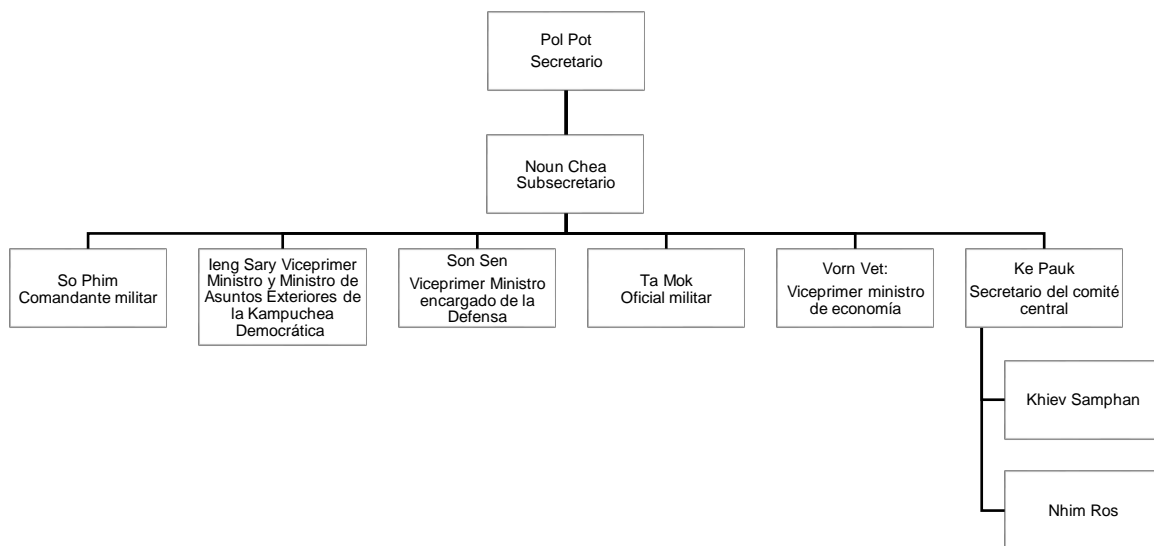 Pol Pot
Secretario
Noun Chea
Subsecretario
So Phim
Comandante militar
Ieng Sary Viceprimer
Ministro y Ministro de
Asuntos Exteriores de
la Kampuchea
Democrática
Son Sen
Viceprimer Ministro
encargado de la
Defensa
Ta Mok
Oficial militar
Vorn Vet:
Viceprimer ministro
de economía
Ke Pauk
Secretario del comité
central
Khiev Samphan
Nhim Ros